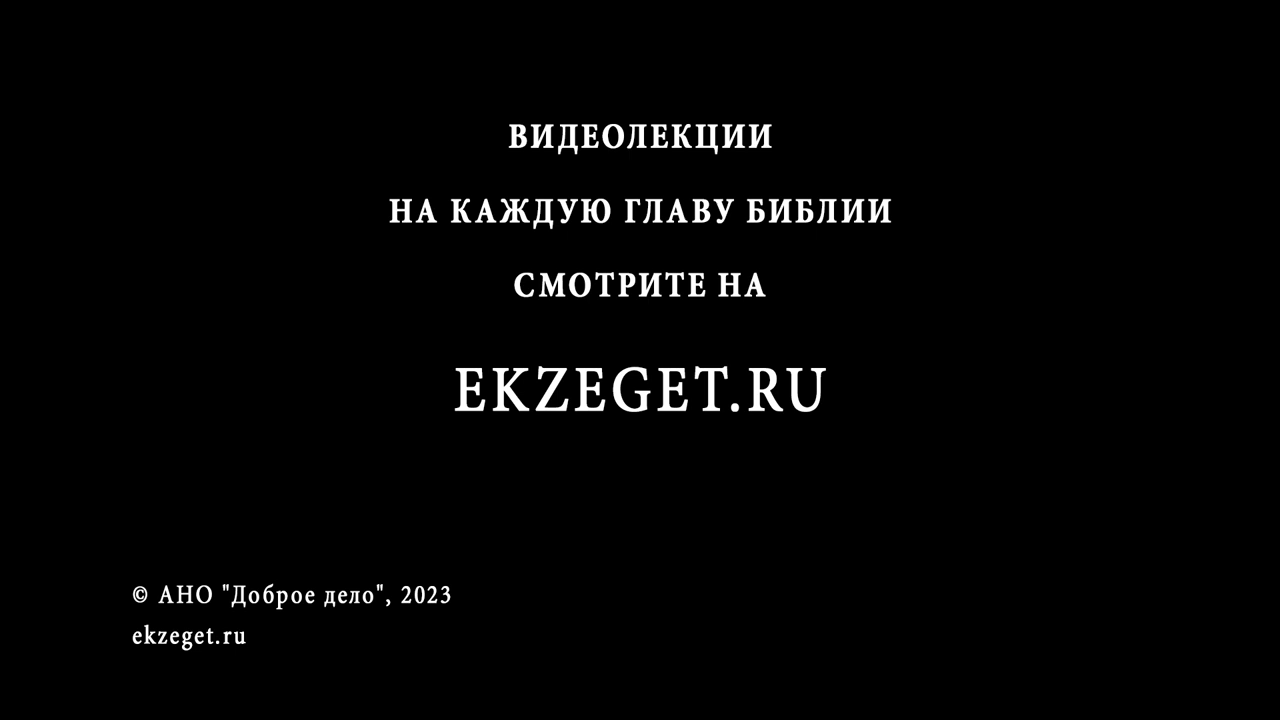 ВИДЕОЛЕКЦИИ
НА КАЖДУЮ ГЛАВУ БИБЛИИ
СМОТРИТЕ НА
EKZEGET.RU
© АНО "Доброе дело", 2023
ekzeget.ru